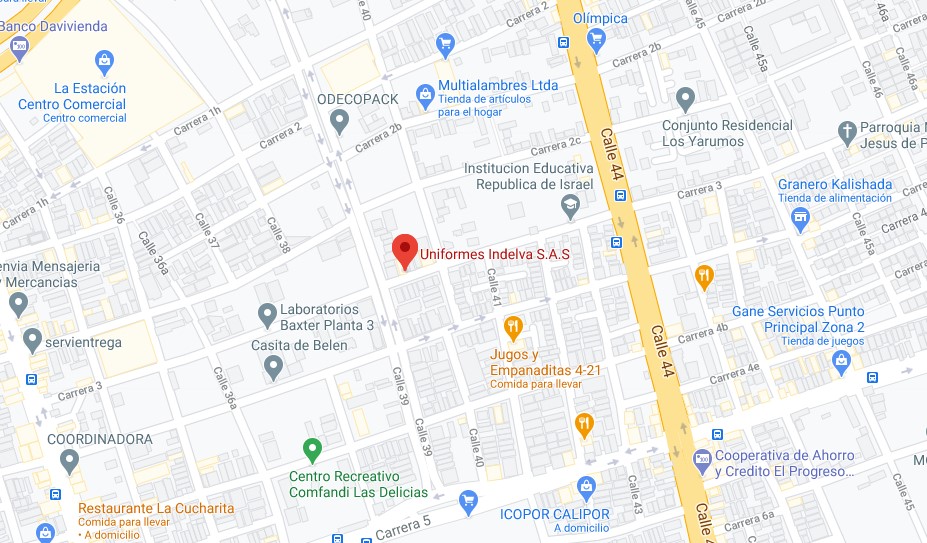 para llevar
Calle 40
Carrera 2
Olímpica
Calle 45
Banco Davivienda
Carrera 2b
Calle 45a
La Estación
Centro Comercial
Centro comercial
Multialambres Ltda
Tienda de artículos
para el hogar
Calle 46
ODECOPACK
Carrera 1h
Carrera 2
Carrera 2b
Carrera 2c
Calle 44
Conjunto Residencial
Los Yarumos
Parroquia
Jesus de P
Institucion Educativa
Republica de Israel
Carrera 3
Granero Kalishada
Tienda de alimentación
Carrera 1h
Calle 36
Calle 36a
Calle 37
Calle 38
Carrera 4
Uniformes Indelva S.A.S
envia Mensajeria
y Mercancias
Calle 41
Laboratorios
Baxter Planta 3
servientrega
Casita de Belen
Gane Servicios Punto
Principal Zona 2
Tienda de juegos
Carrera 4b
Calle 44
Jugos y
Empanaditas 4-21
Comida para llevar
Carrera 4e
Carrera 3
Calle 36a
Calle 39
Calle 39
Calle 40
COORDINADORA
Centro Recreativo
Comfandi Las Delicias
Cooperativa de Ahorro
y Credito El Progreso...
Calle 45
Restaurante La Cucharita
Comida para llevar
• A domicilio
Carrera 5
ICOPOR CALIPOR
A domicilio
Calle 43
Carrera 6a